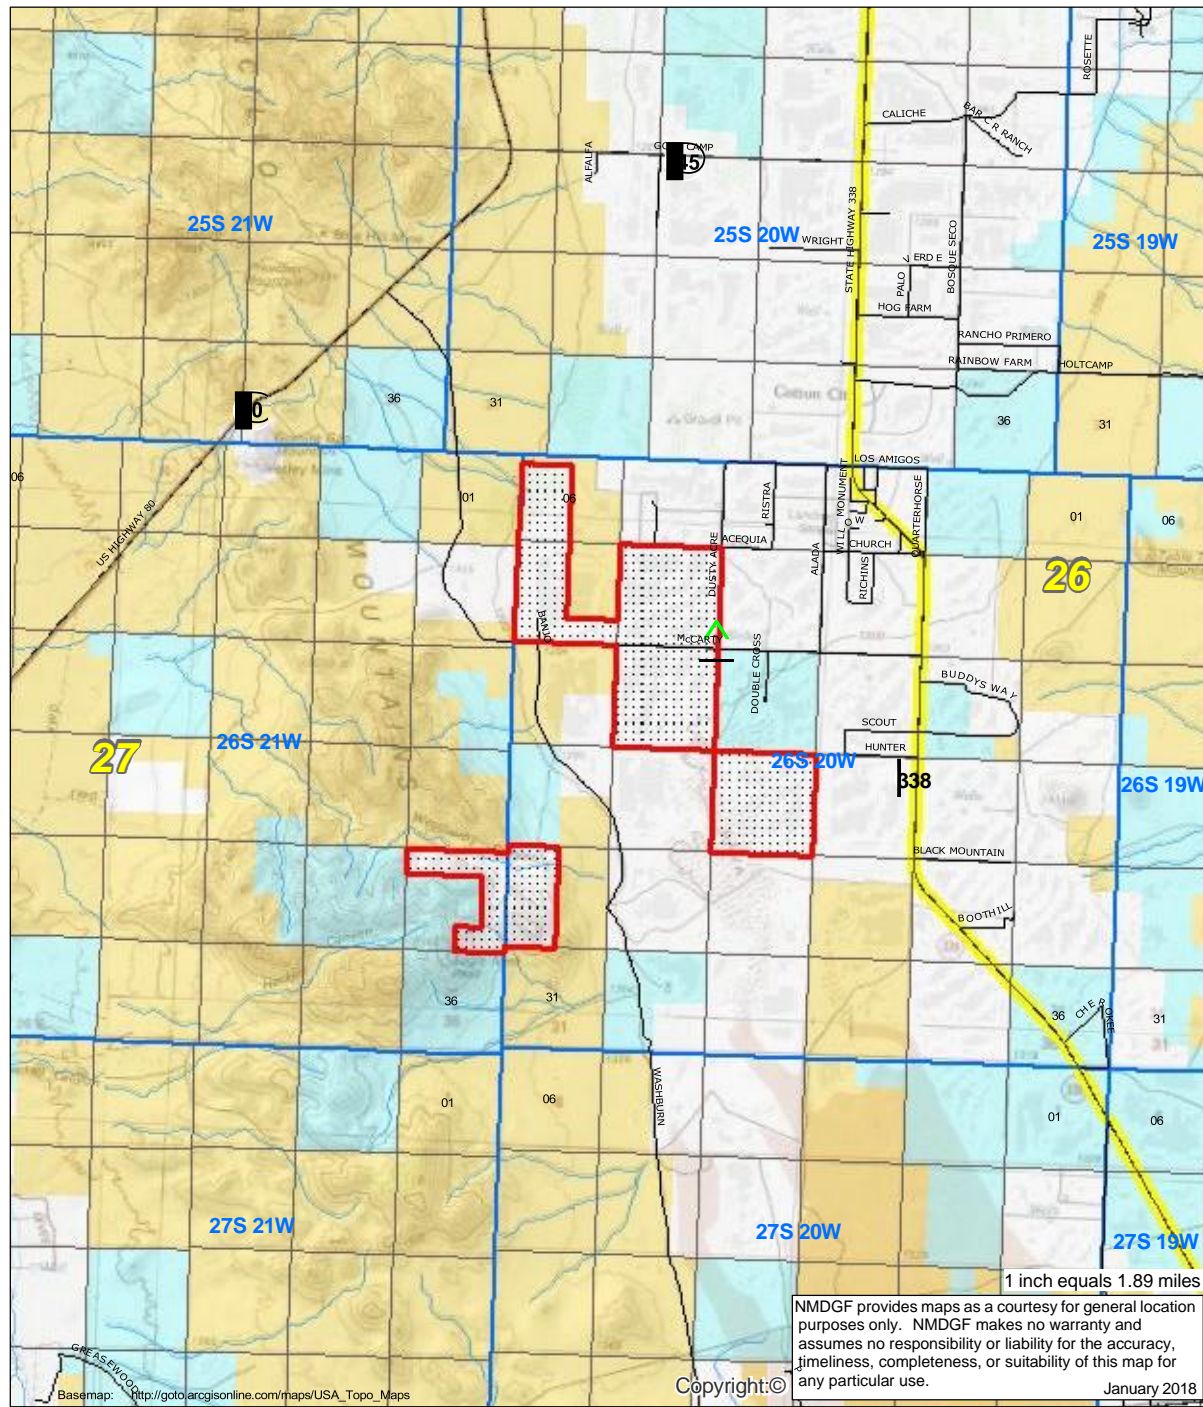 ROSETTE
CALICHE
BAR C R RANCH
ALFALFA
CAMP
45
25S 21W
25S 20W
25S 19W
STATE HIGHWAY 338
WRIGHT
PALO VERDE
BOSQUE SECO
HOG FARM
RANCHO PRIMERO
RAINBOW FARM
HOLTCAMP
Cotton City
Gravel Pit
36
31
36
31
0
LOS AMIGOS
06
01
06
01
06
US HIGHWAY 80
RISTRA
MONUMENT
QUARTERHORSE
ACEQUIA
DUSTY ACRE
ALADA
WILLOW
CHURCH
RICHINS
26
BANJO
McCARTY
DOUBLE CROSS
BUDDYS WAY
SCOUT
HUNTER
MOUNTAINS
27
26S 21W
26S 20W
26S 19W
338
BLACK MOUNTAIN
BOOTHILL
36
31
36
31
CHEROKEE
WASHBURN
01
06
01
06
27S 21W
27S 20W
27S 19W
1 inch equals 1.89 miles
NMDGF provides maps as a courtesy for general location
purposes only. NMDGF makes no warranty and
assumes no responsibility or liability for the accuracy,
timeliness, completeness, or suitability of this map for
any particular use.
January 2018
GREASEWOOD
Basemap: http://goto.arcgisonline.com/maps/USA_Topo_Maps
Copyright:©